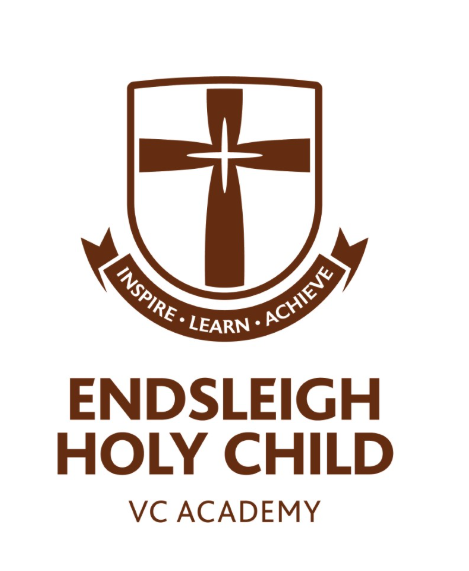 INSPIRE • LEARN • ACHIEVE
ENDSLEIGH
HOLY CHILD
VC ACADEMY